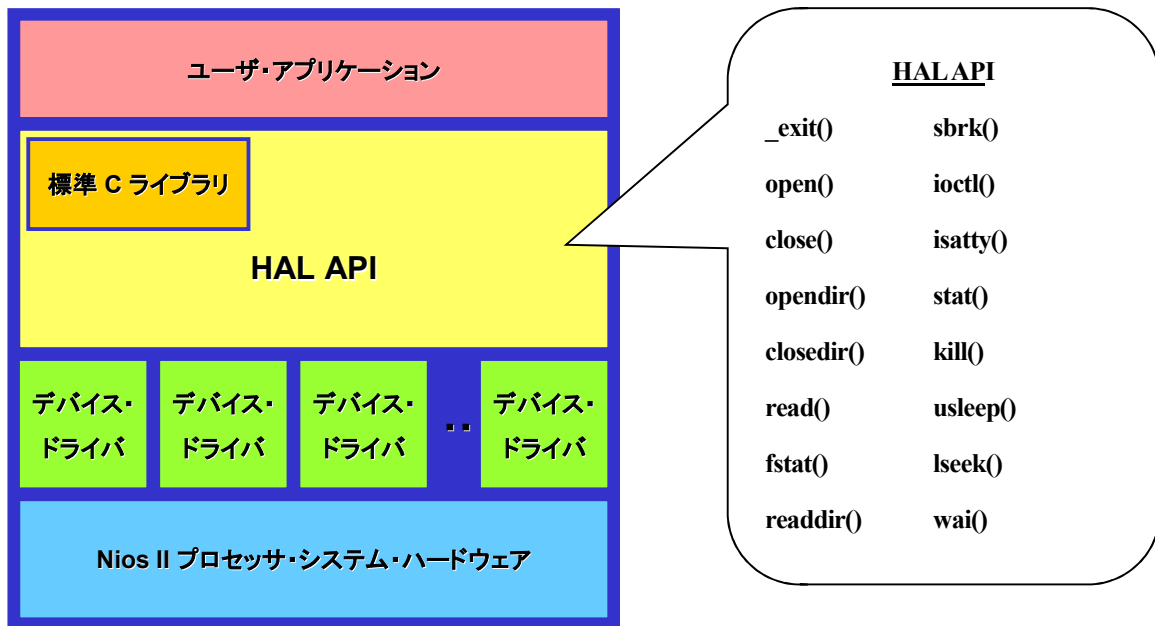 ユーザ・アプリケーション
標準 C ライブラリ
HAL API
デバイス・
ドライバ
デバイス・
ドライバ
デバイス・
ドライバ
・・
デバイス・
ドライバ
Nios II プロセッサ・システム・ハードウェア
HAL API
_exit() sbrk()
open() ioctl()
close() isatty()
opendir() stat()
closedir() kill()
read() usleep()
fstat() lseek()
readdir() wai()